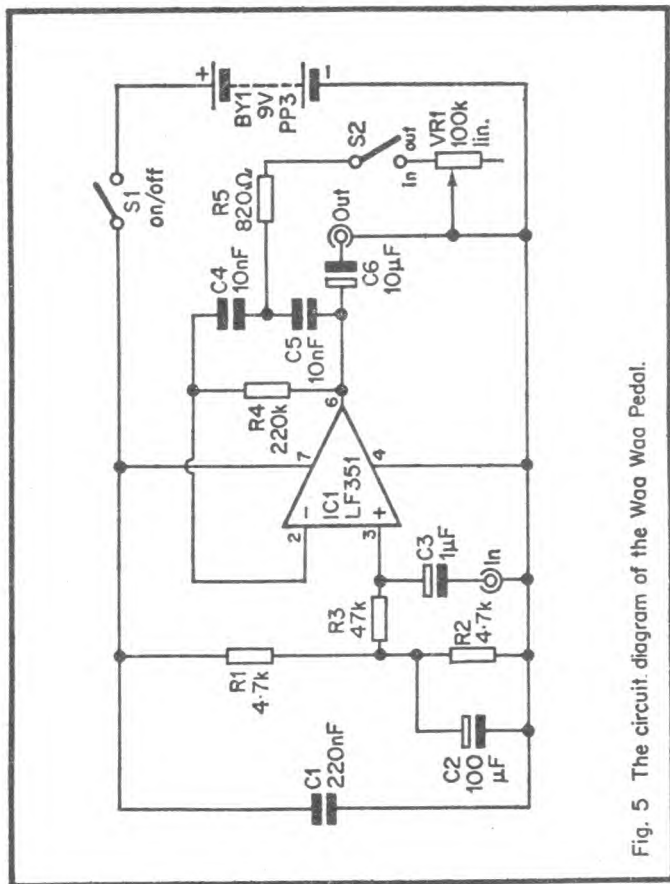 S1
on/off
+
BY1
9V
PP3
-
C4
10nF
R5
820Ω
S2
In
out
VR1
100k
lin.
C5
10nF
Out
C6
10µF
R4
220k
7
6
4
2
-
IC1
LF351
+
3
R1
4·7k
R3
47k
C3
1µF
In
R2
4.7k
C1
220nF
C2
100
µF
Fig. 5 The circuit diagram of the Waa Waa Pedal.